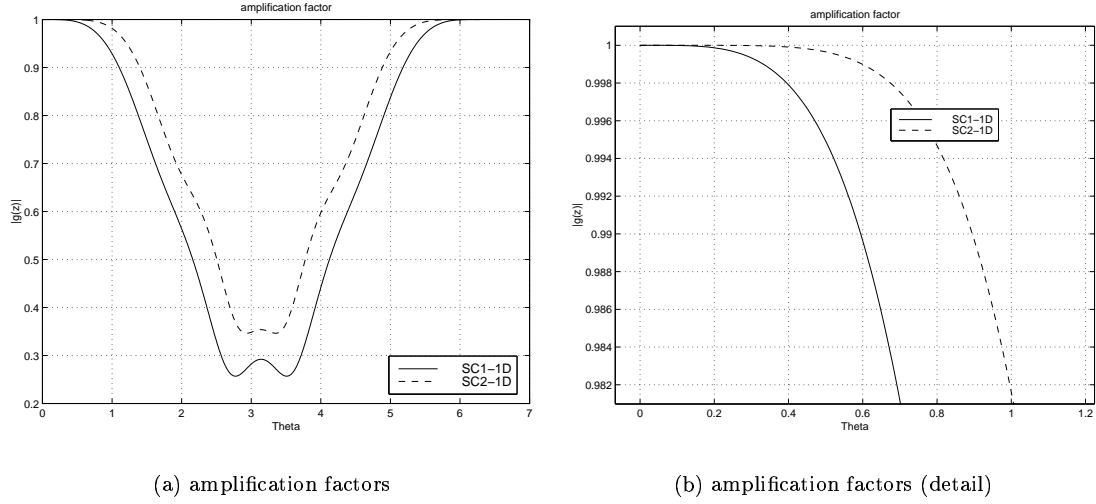 amplification factor
|g(z)|
1
0.9
0.8
0.7
0.6
0.5
0.4
0.3
0.2
0 1 2 3 4 5 6 7
Theta
SC1−1D
SC2−1D
(a) amplification factors
amplification factor
|g(z)|
1
0.998
0.996
0.994
0.992
0.99
0.988
0.986
0.984
0.982
0 0.2 0.4 0.6 0.8 1 1.2
Theta
SC1−1D
SC2−1D
(b) amplification factors (detail)